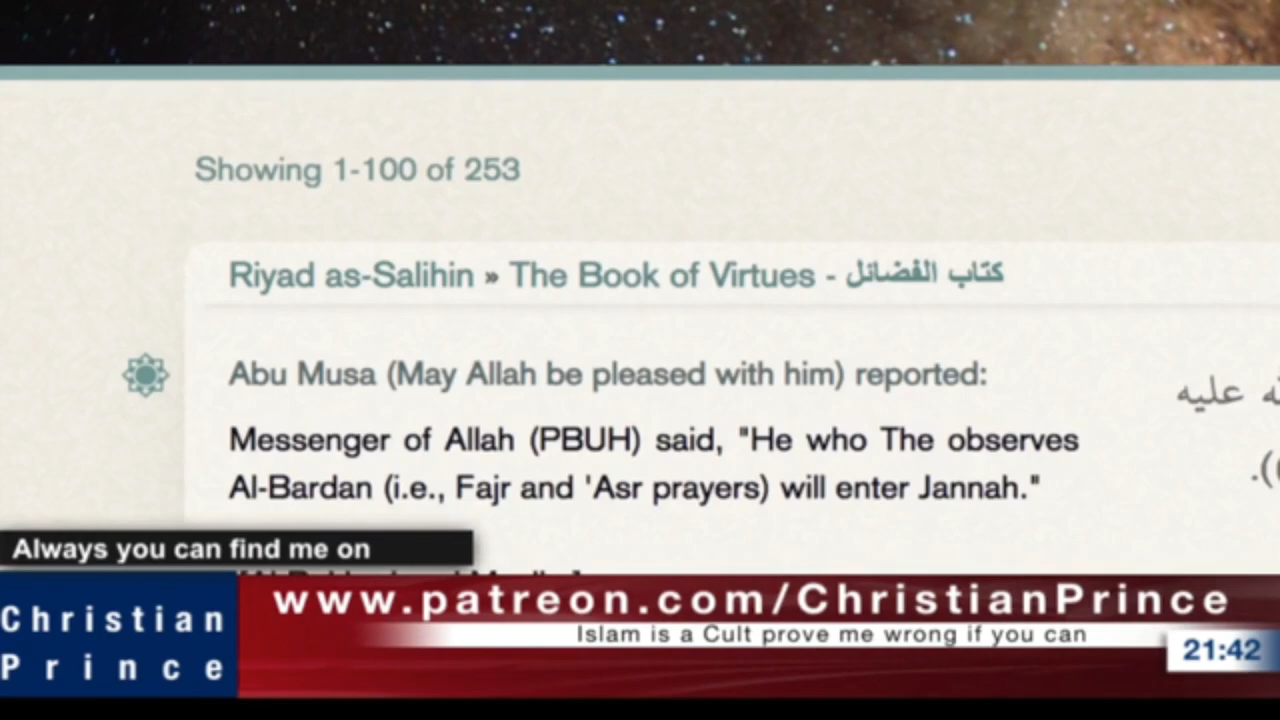 Showing 1-100 of 253
Riyad as-Salihin » The Book of Virtues - كتاب الفضائل
Abu Musa (May Allah be pleased with him) reported:
عليه
Messenger of Allah (PBUH) said, "He who The observes
Al-Bardan (i.e., Fajr and 'Asr prayers) will enter Jannah."
Always you can find me on
Christian
Prince
www.patreon.com/ChristianPrince
Islam is a Cult prove me wrong if you can
21:42